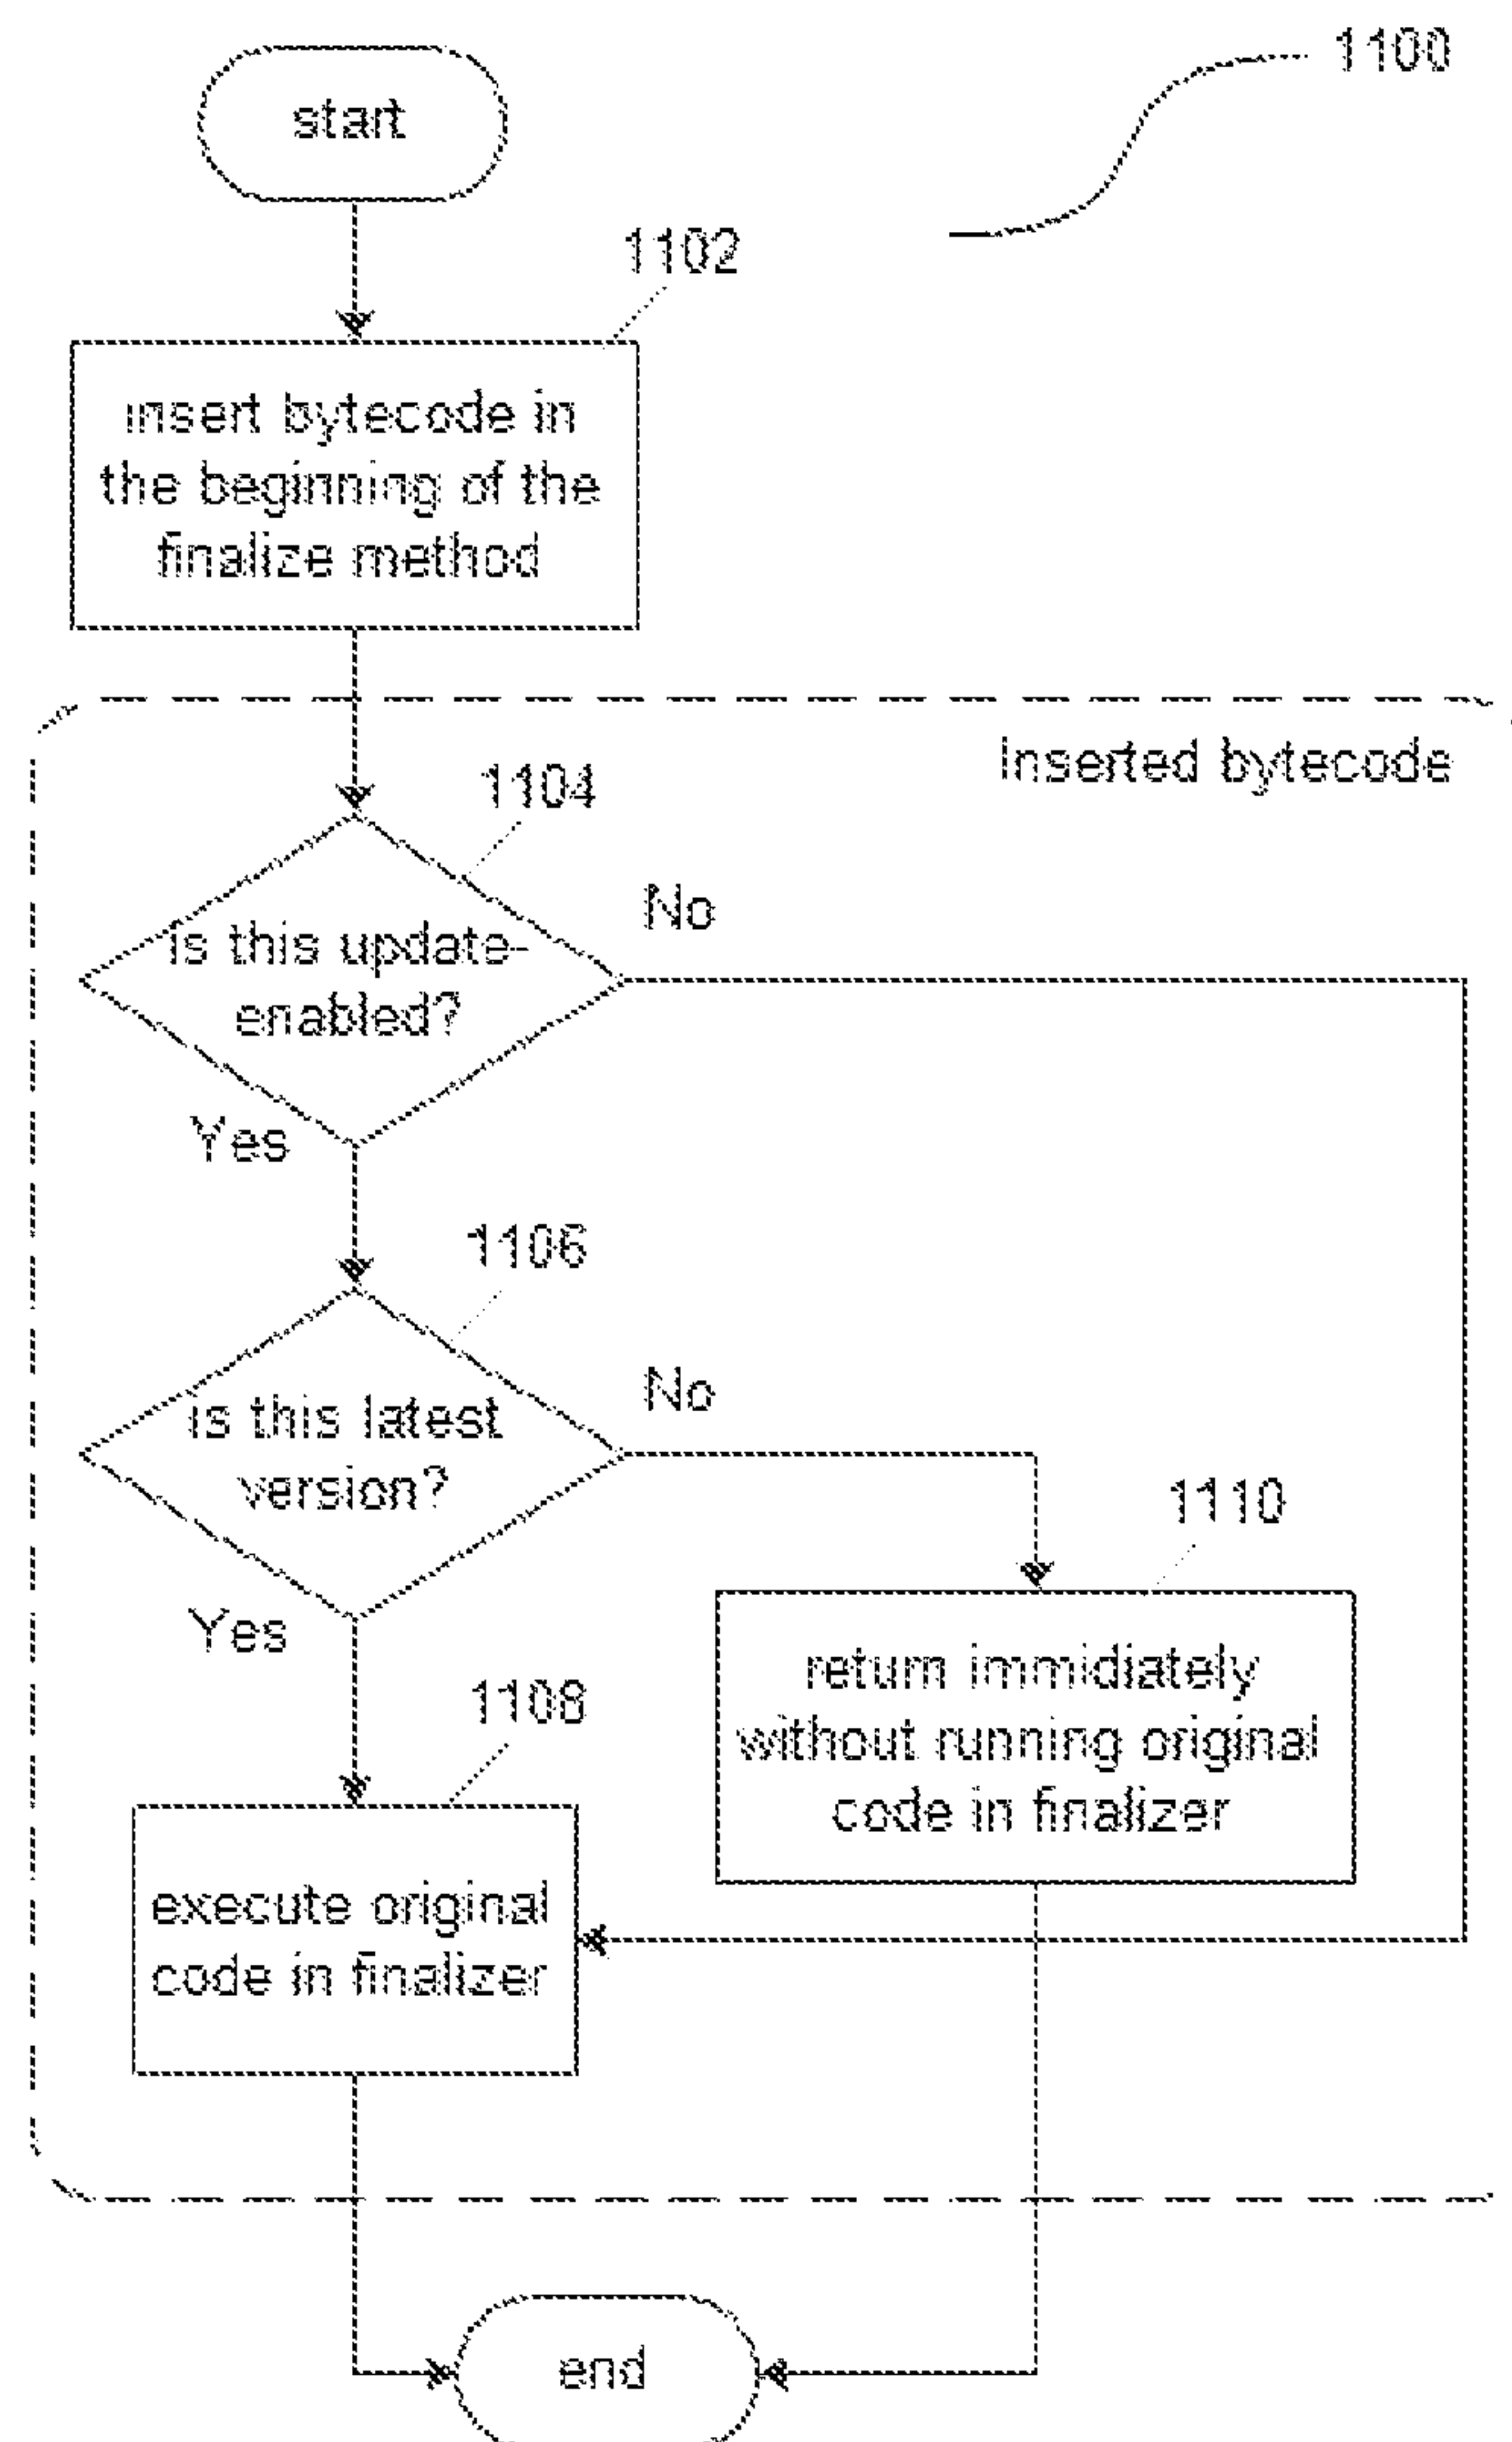 1100
start
1102
insert bytecode in
the beginning of the
finalize method
Inserted bytecode
1104
is this update-
enabled?
No
Yes
1106
is this latest
version?
No
Yes
1110
return immidiately
without running original
code in finalizer
1108
execute original
code in finalizer
end